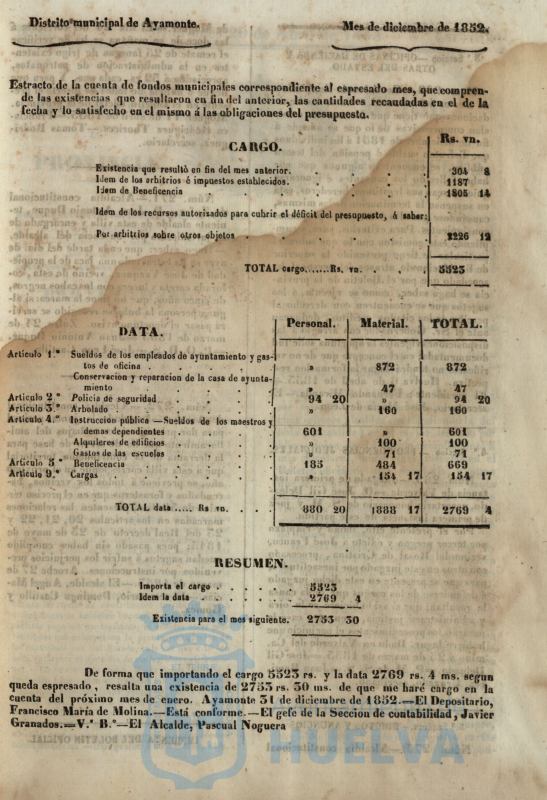 Distrito municipal de Ayamonte. Mes de diciembre de 1852.
Estracto de la cuenta de fondos municipales correspondiente al espresado mes, que compren-
de las existencias que resultaron en fin del anterior, las cantidades recaudadas en el de la
fecha y lo satisfecho en el mismo á las obligaciones del presupuesto.
CARGO. Rs. vn.
Existencia que resultó en fin del mes anterior. 304 8
Idem de los arbitrios ó impuestos establecidos. 1187
Idem de Beneficencia 1805 14
Idem de los recursos autorizados para cubrir el déficit del presupuesto, á saber:
Por arbitrios sobre otros objetos 2226 12
TOTAL cargo.......Rs. vn. 5523
DATA. Personal. Material. TOTAL.
Artículo 1.º Sueldos de los empleados de ayuntamiento y gas-
tos de oficina » 872 872
Conservacion y reparacion de la casa de ayunta-
miento » 47 47
Artículo 2.º Policia de seguridad 94 20 » 94 20
Artículo 3.º Arbolado » 160 160
Artículo 4.º Instruccion pública —Sueldos de los maestros y
demas dependientes 601 » 601
Alquileres de edificios » 100 100
Gastos de las escuelas » 71 71
Artículo 5º Beneficencia 185 484 669
Artículo 9.º Cargas » 154 17 154 17
TOTAL data ..... Rs vn. 880 20 1888 17 2769 4
RESUMEN.
Importa el cargo 5523
Idem la data 2769 4
Existencia para el mes siguiente. 2753 30
De forma que importando el cargo 5523 rs. y la data 2769 rs. 4 ms. segun
queda espresado, resulta una existencia de 2753 rs. 30 ms. de que me haré cargo en la
cuenta del próximo mes de enero. Ayamonte 31 de diciembre de 1852.—El Depositario,
Francisco María de Molina.—Está conforme.—El gefe de la Seccion de contabilidad, Javier
Granados.=V.º B.º—El Alcalde, Pascual Noguera
HUELVA